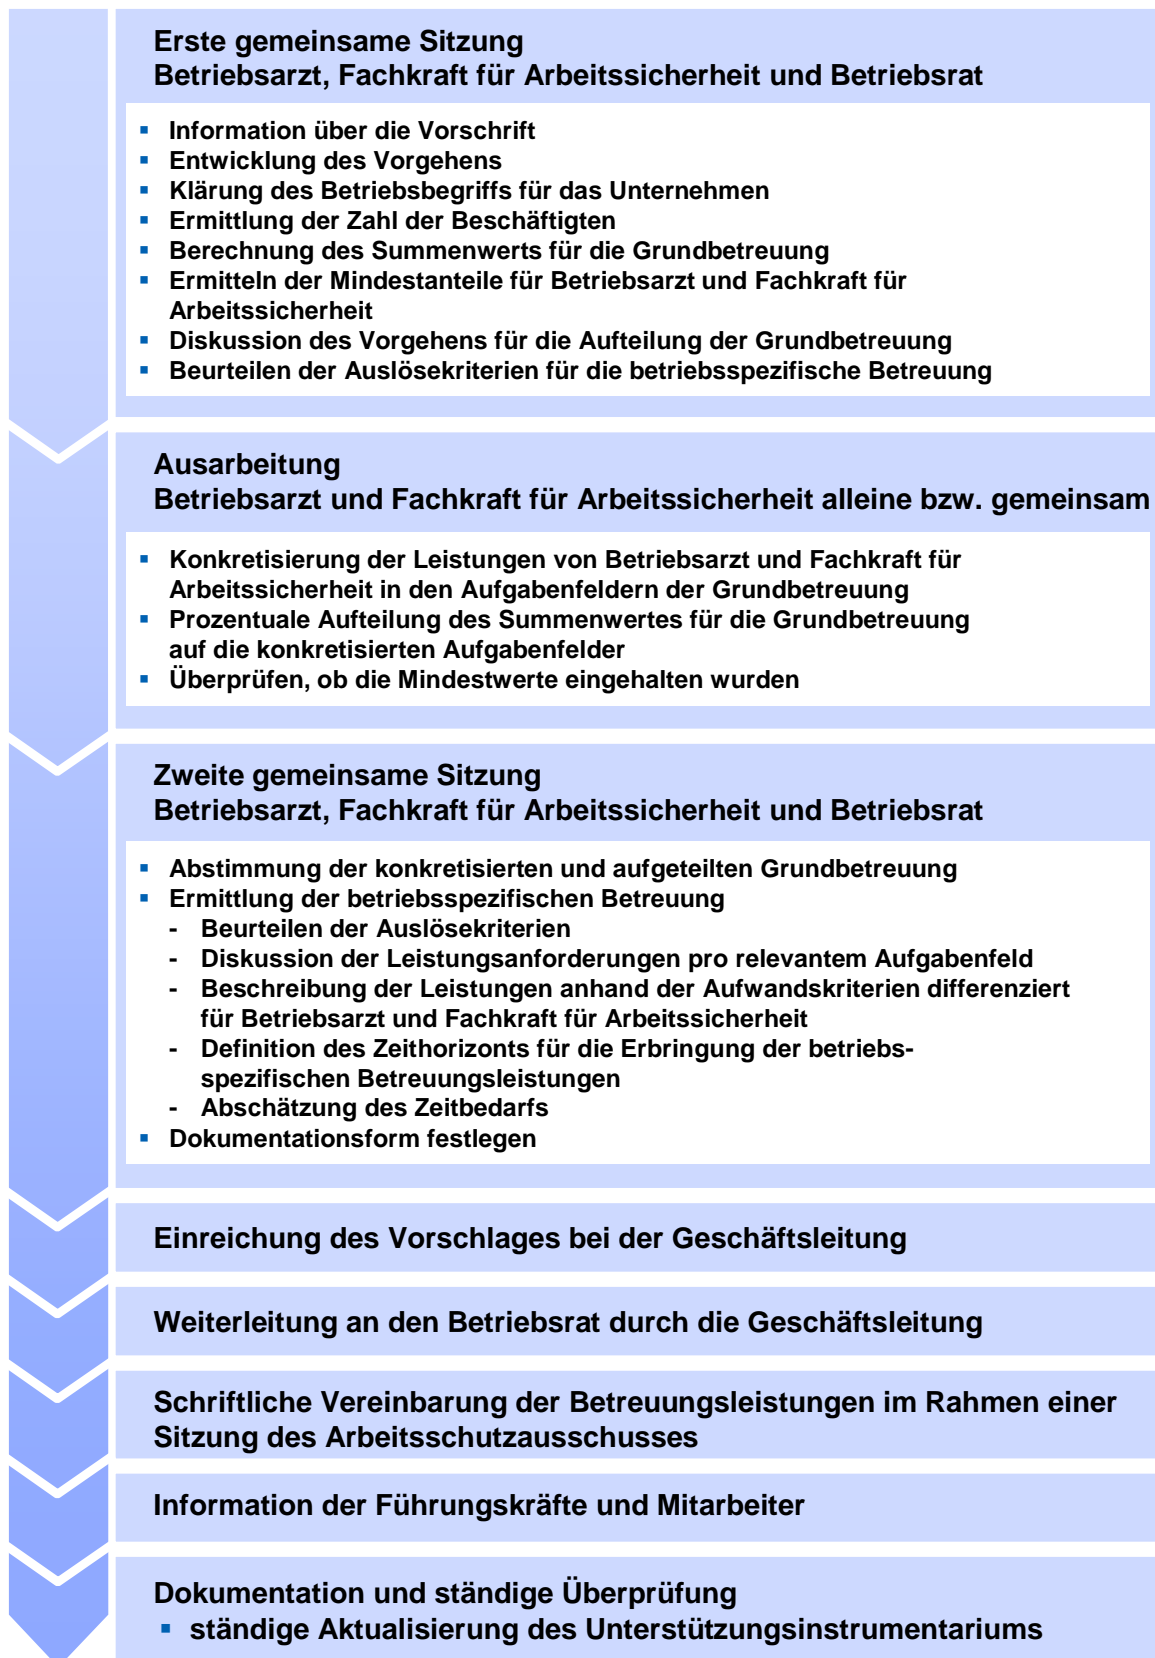 Erste gemeinsame Sitzung
Betriebsarzt, Fachkraft für Arbeitssicherheit und Betriebsrat
▪ Information über die Vorschrift
▪ Entwicklung des Vorgehens
▪ Klärung des Betriebsbegriffs für das Unternehmen
▪ Ermittlung der Zahl der Beschäftigten
▪ Berechnung des Summenwerts für die Grundbetreuung
▪ Ermitteln der Mindestanteile für Betriebsarzt und Fachkraft für
Arbeitssicherheit
▪ Diskussion des Vorgehens für die Aufteilung der Grundbetreuung
▪ Beurteilen der Auslösekriterien für die betriebsspezifische Betreuung
Ausarbeitung
Betriebsarzt und Fachkraft für Arbeitssicherheit alleine bzw. gemeinsam
▪ Konkretisierung der Leistungen von Betriebsarzt und Fachkraft für
Arbeitssicherheit in den Aufgabenfeldern der Grundbetreuung
▪ Prozentuale Aufteilung des Summenwertes für die Grundbetreuung
auf die konkretisierten Aufgabenfelder
▪ Überprüfen, ob die Mindestwerte eingehalten wurden
Zweite gemeinsame Sitzung
Betriebsarzt, Fachkraft für Arbeitssicherheit und Betriebsrat
▪ Abstimmung der konkretisierten und aufgeteilten Grundbetreuung
▪ Ermittlung der betriebsspezifischen Betreuung
- Beurteilen der Auslösekriterien
- Diskussion der Leistungsanforderungen pro relevantem Aufgabenfeld
- Beschreibung der Leistungen anhand der Aufwandskriterien differenziert
für Betriebsarzt und Fachkraft für Arbeitssicherheit
- Definition des Zeithorizonts für die Erbringung der betriebs-
spezifischen Betreuungsleistungen
- Abschätzung des Zeitbedarfs
▪ Dokumentationsform festlegen
Einreichung des Vorschlages bei der Geschäftsleitung
Weiterleitung an den Betriebsrat durch die Geschäftsleitung
Schriftliche Vereinbarung der Betreuungsleistungen im Rahmen einer
Sitzung des Arbeitsschutzausschusses
Information der Führungskräfte und Mitarbeiter
Dokumentation und ständige Überprüfung
▪ ständige Aktualisierung des Unterstützungsinstrumentariums